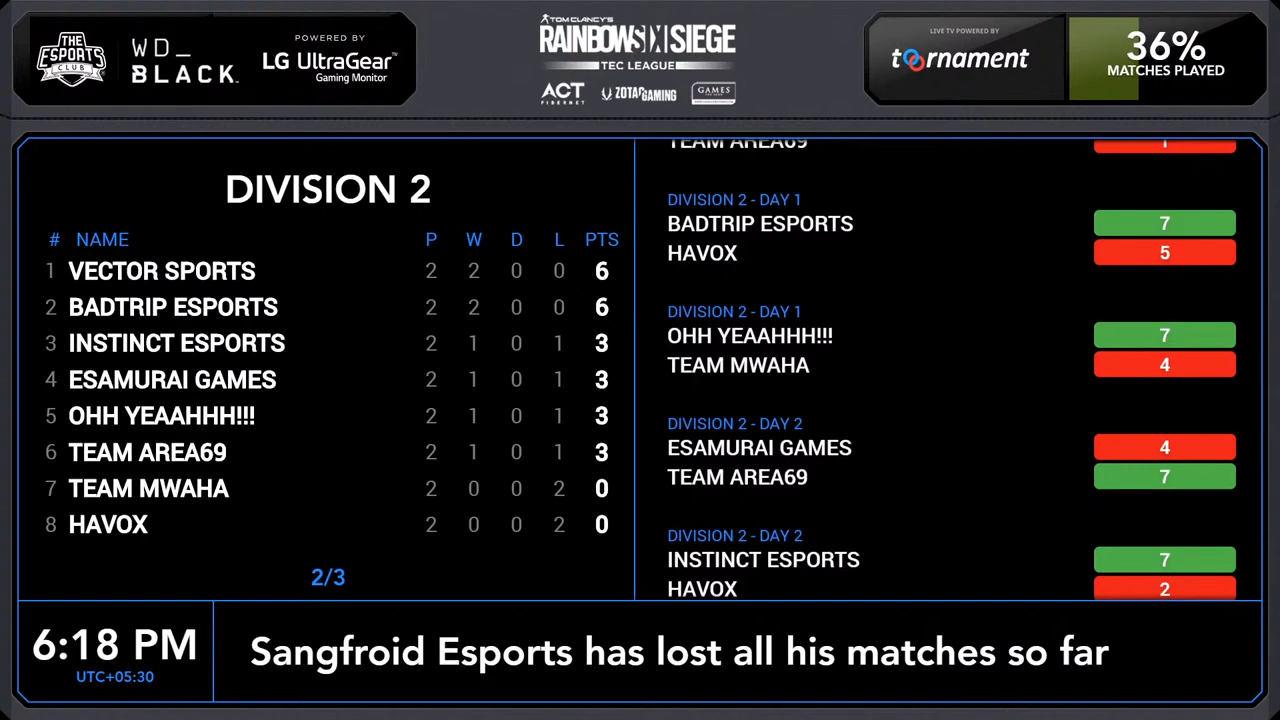 THE
ESPORTS
CLUB
WD_
BLACK.
POWERED BY
LG UltraGear™
Gaming Monitor
TOM CLANCY'S
RAINBOW SIX SIEGE
TEC LEAGUE
ACT
FIBERNET
ZOTAC GAMING
GAMES
LIVE TV POWERED BY
toornament
36%
MATCHES PLAYED
DIVISION 2
# NAME P W D L PTS
1 VECTOR SPORTS 2 2 0 0 6
2 BADTRIP ESPORTS 2 2 0 0 6
3 INSTINCT ESPORTS 2 1 0 1 3
4 ESAMURAI GAMES 2 1 0 1 3
5 OHH YEAAHHH!!! 2 1 0 1 3
6 TEAM AREA69 2 1 0 1 3
7 TEAM MWAHA 2 0 0 2 0
8 HAVOX 2 0 0 2 0
2/3
TEAM AREA69 1
DIVISION 2 - DAY 1
BADTRIP ESPORTS 7
HAVOX 5
DIVISION 2 - DAY 1
OHH YEAAHHH!!! 7
TEAM MWAHA 4
DIVISION 2 - DAY 2
ESAMURAI GAMES 4
TEAM AREA69 7
DIVISION 2 - DAY 2
INSTINCT ESPORTS 7
HAVOX 2
6:18 PM
UTC+05:30
Sangfroid Esports has lost all his matches so far